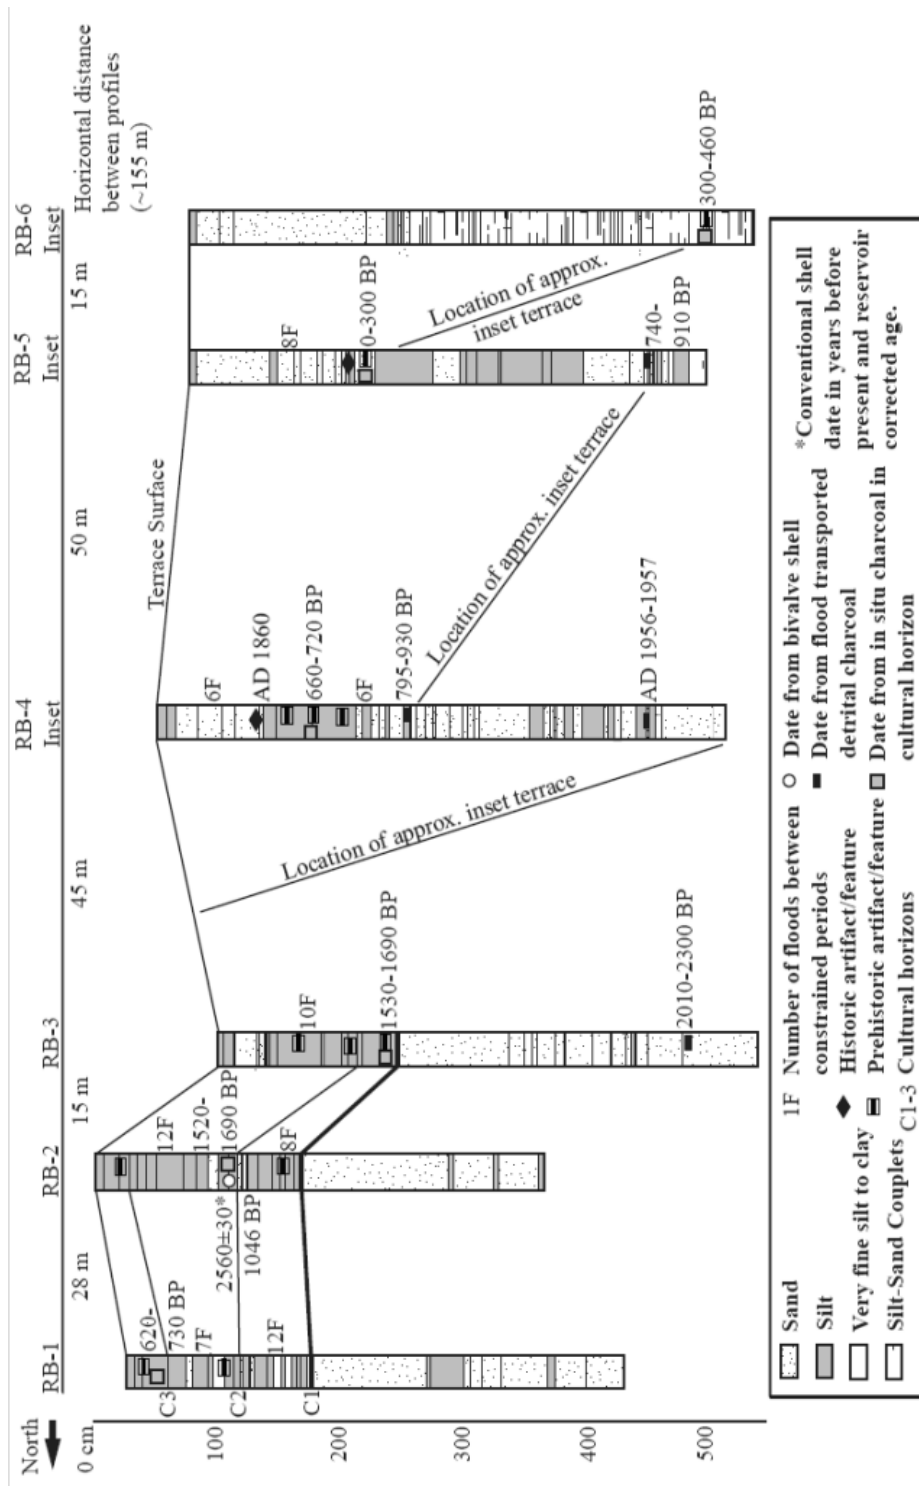 North
0 cm
100
200
300
400
500
RB-1
28 m
RB-2
15 m
RB-3
45 m
RB-4
Inset
50 m
RB-5
Inset
15 m
RB-6
Inset
Horizontal distance
between profiles
(~155 m)
Terrace Surface
C3
C2
C1
620-
730 BP
7F
12F
12F
1520-
1690 BP
2560±30*
1046 BP
8F
10F
1530-1690 BP
2010-2300 BP
Location of approx. inset terrace
6F
AD 1860
660-720 BP
6F
795-930 BP
AD 1956-1957
Location of approx. inset terrace
8F
0-300 BP
740-
910 BP
Location of approx.
inset terrace
300-460 BP
Sand
Silt
Very fine silt to clay
Silt-Sand Couplets
1F Number of floods between
constrained periods
Historic artifact/feature
Prehistoric artifact/feature
C1-3 Cultural horizons
Date from bivalve shell
Date from flood transported
detrital charcoal
Date from in situ charcoal in
cultural horizon
*Conventional shell
date in years before
present and reservoir
corrected age.